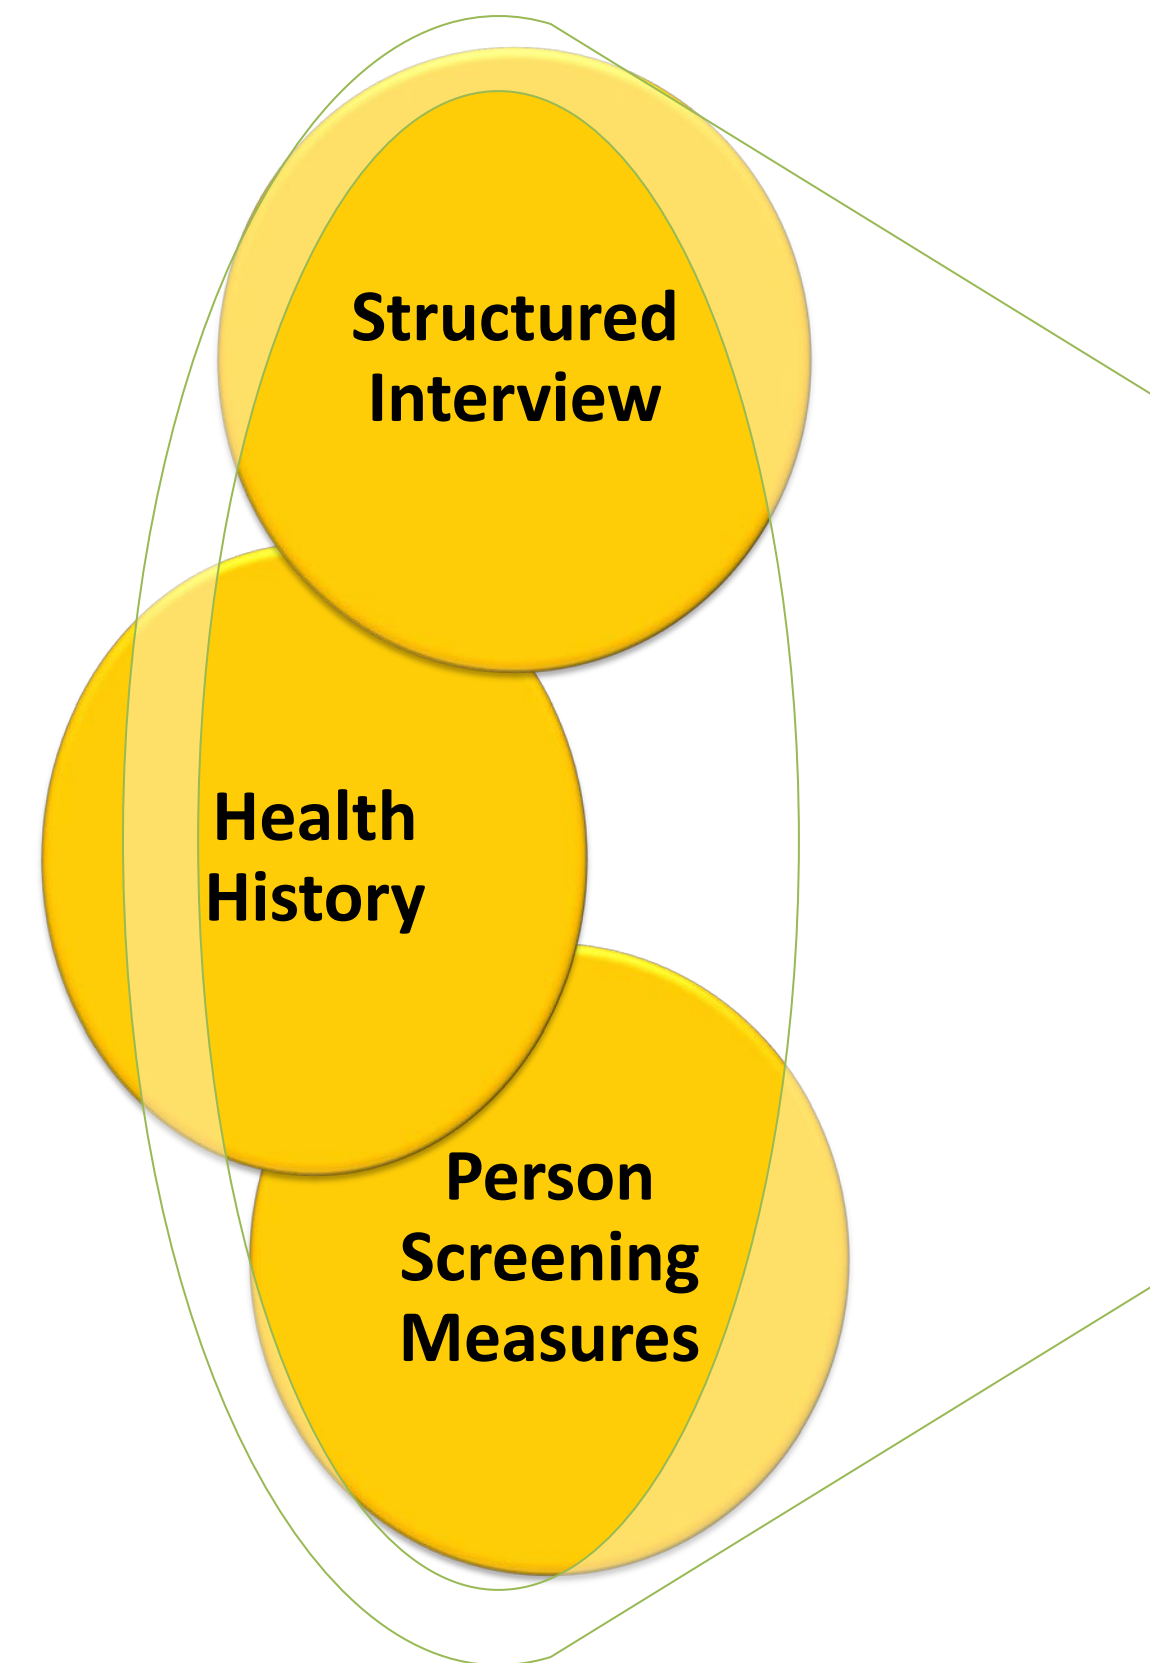 Structured
Interview
Health
History
Person
Screening
Measures